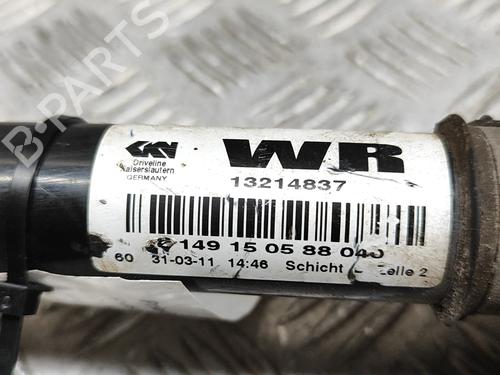 B-Parts
GKN
Driveline
Kaiserslautern
GERMANY
WR
13214837
149 15 05 88 04
60 31-03-11 14:46 Schicht Zelle 2